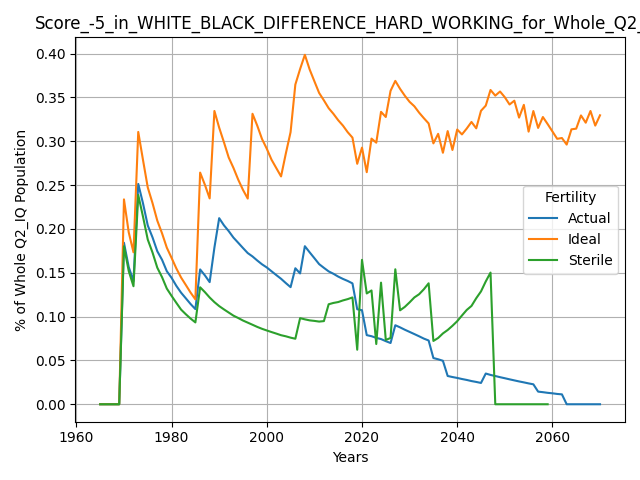 Score_-5_in_WHITE_BLACK_DIFFERENCE_HARD_WORKING_for_Whole_Q2_
% of Whole Q2_IQ Population
0.40
0.35
0.30
0.25
0.20
0.15
0.10
0.05
0.00
Fertility
Actual
Ideal
Sterile
1960 1980 2000 2020 2040 2060
Years